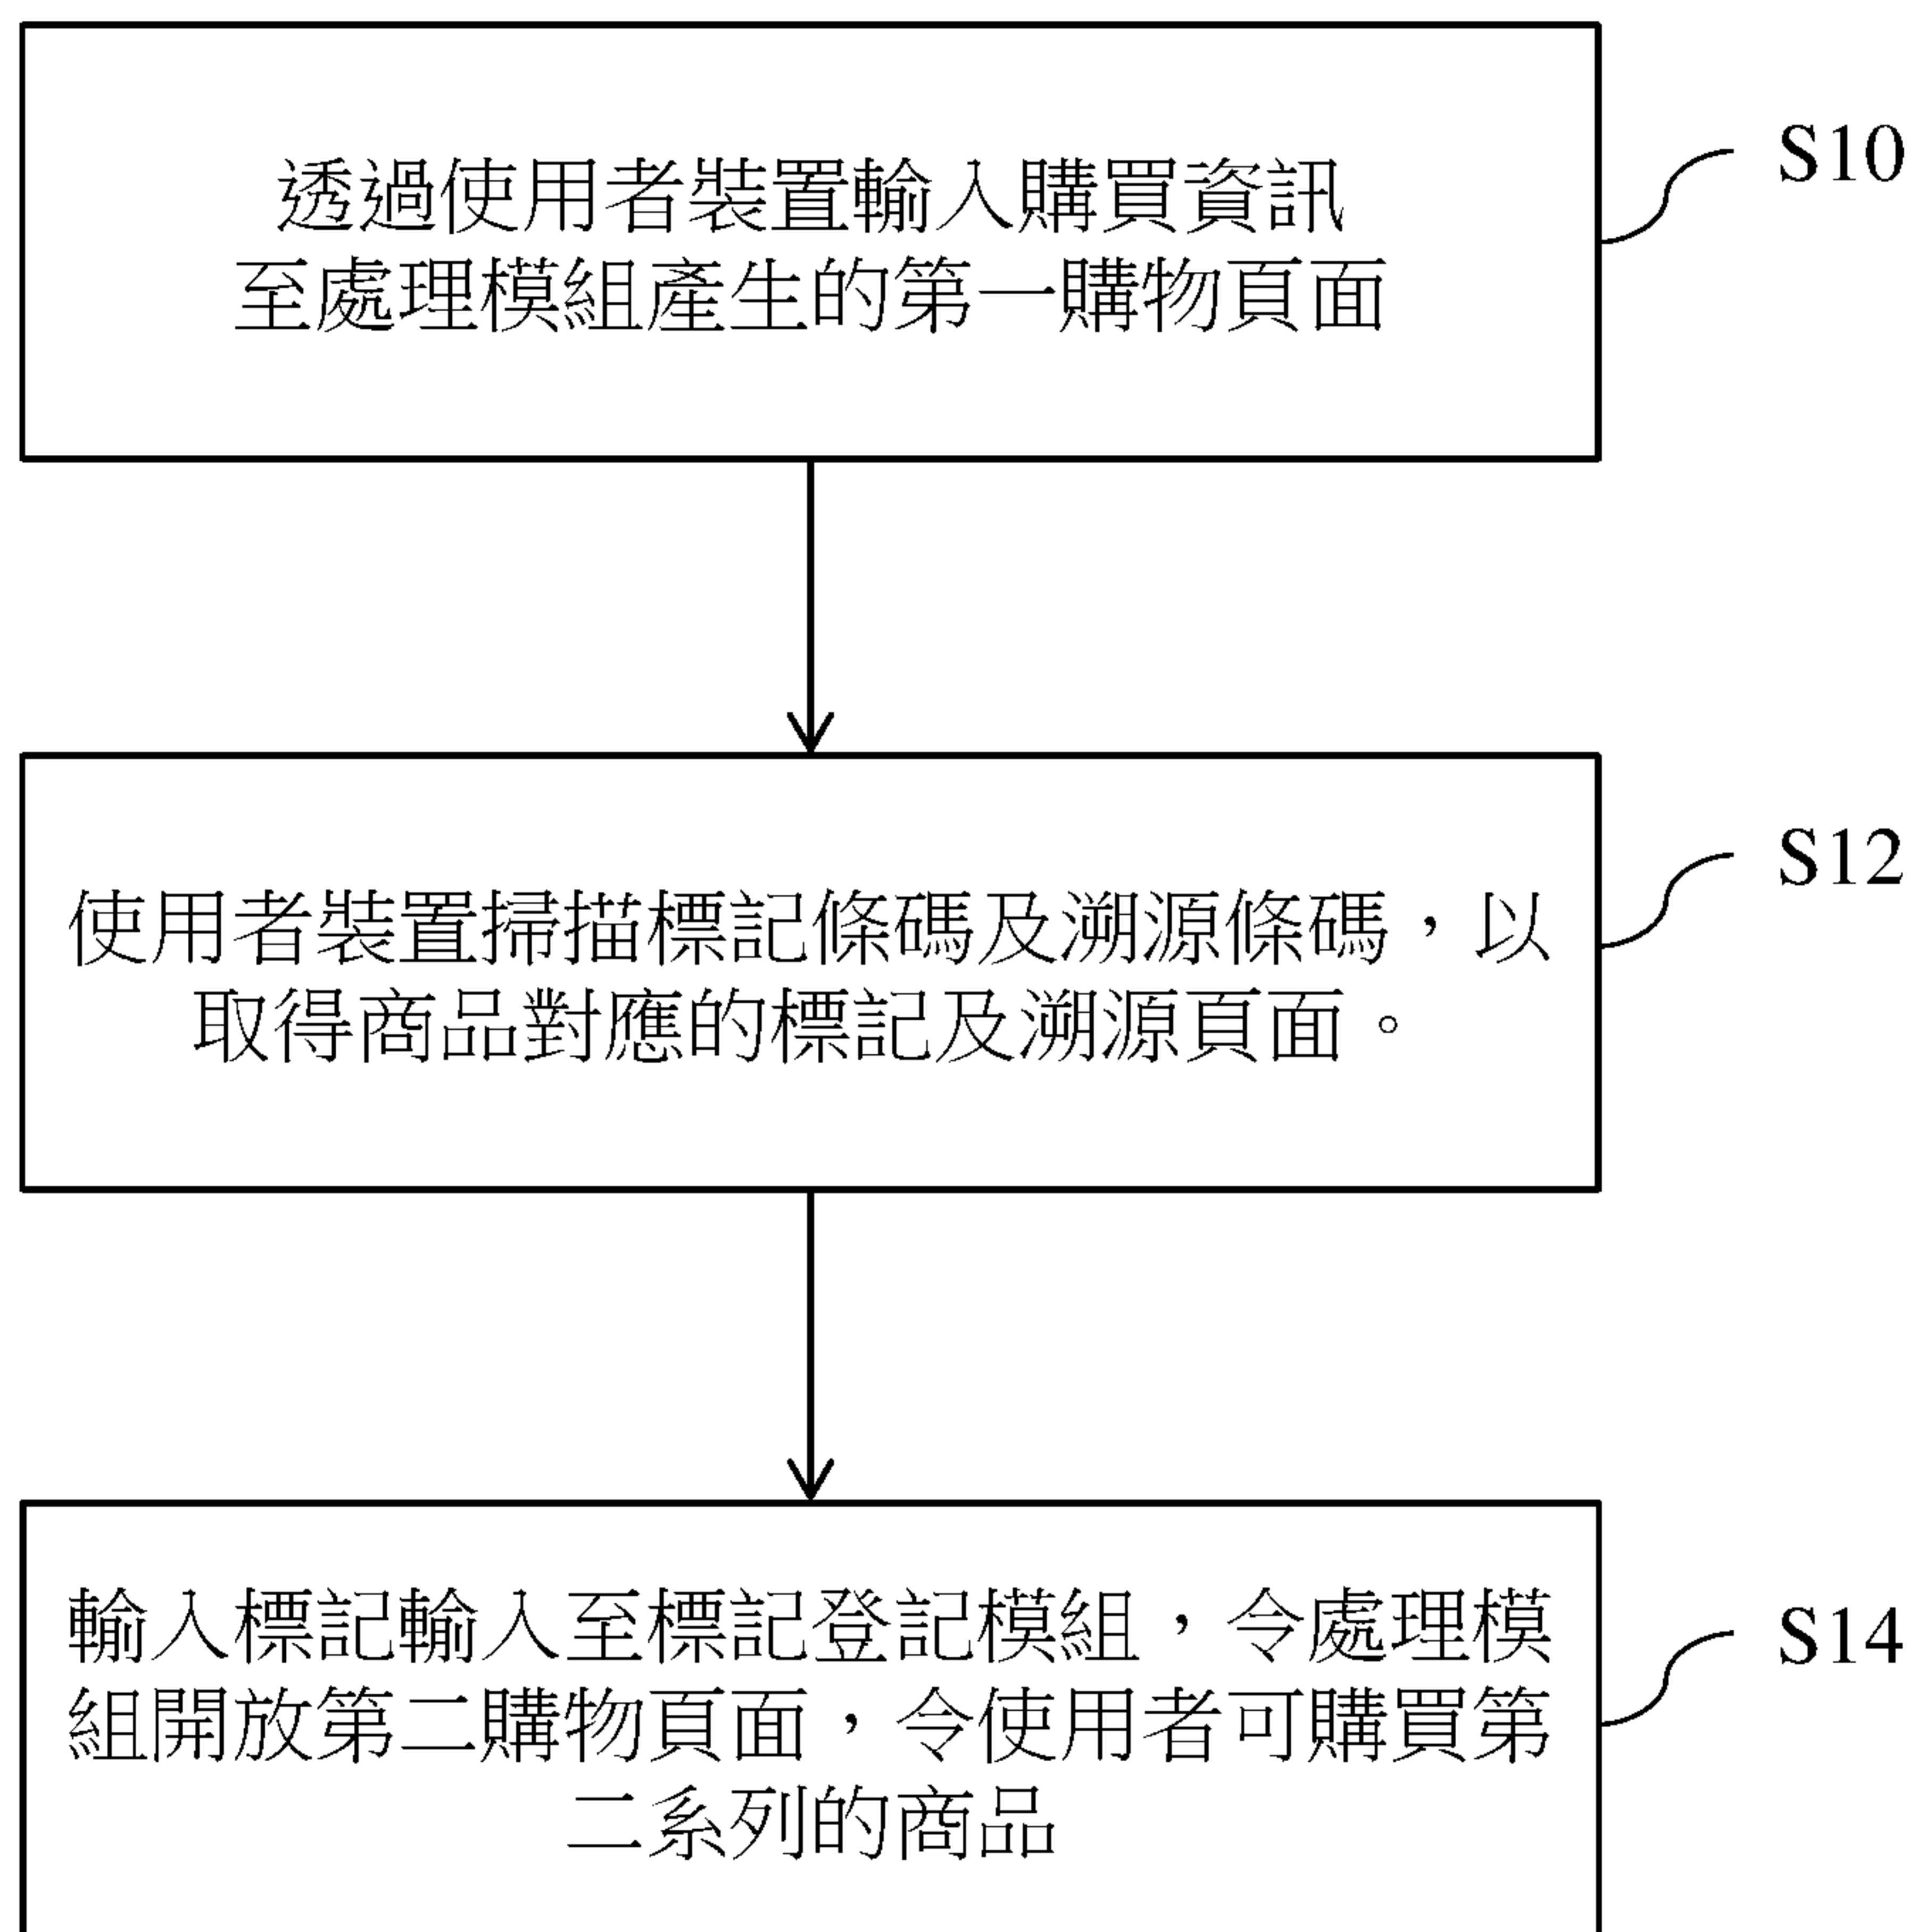 透過使用者裝置輸入購買資訊
至處理模組產生的第一購物頁面
S10
使用者裝置掃描標記條碼及溯源條碼，以
取得商品對應的標記及溯源頁面。
S12
輸入標記輸入至標記登記模組，令處理模
組開放第二購物頁面，令使用者可購買第
二系列的商品
S14